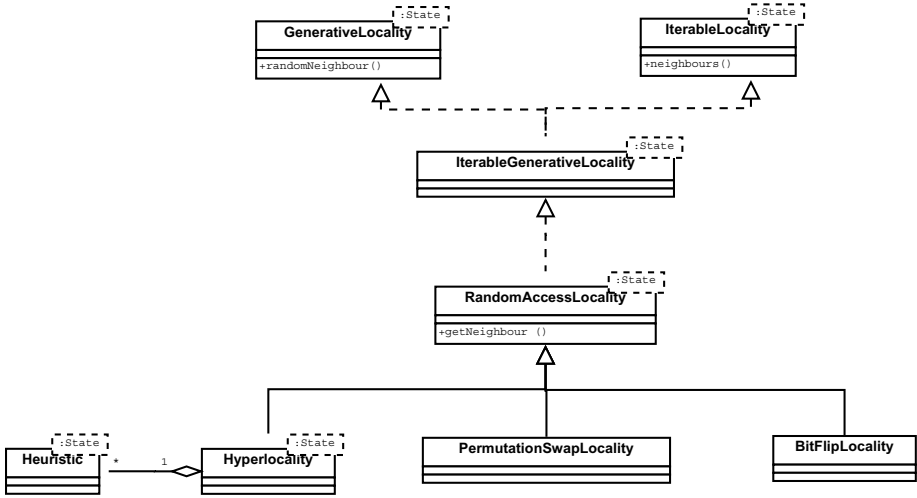 :State
GenerativeLocality
+randomNeighbour()
:State
IterableLocality
+neighbours()
:State
IterableGenerativeLocality
:State
RandomAccessLocality
+getNeighbour ()
:State
Heuristic
* 1
:State
Hyperlocality
PermutationSwapLocality
BitFlipLocality